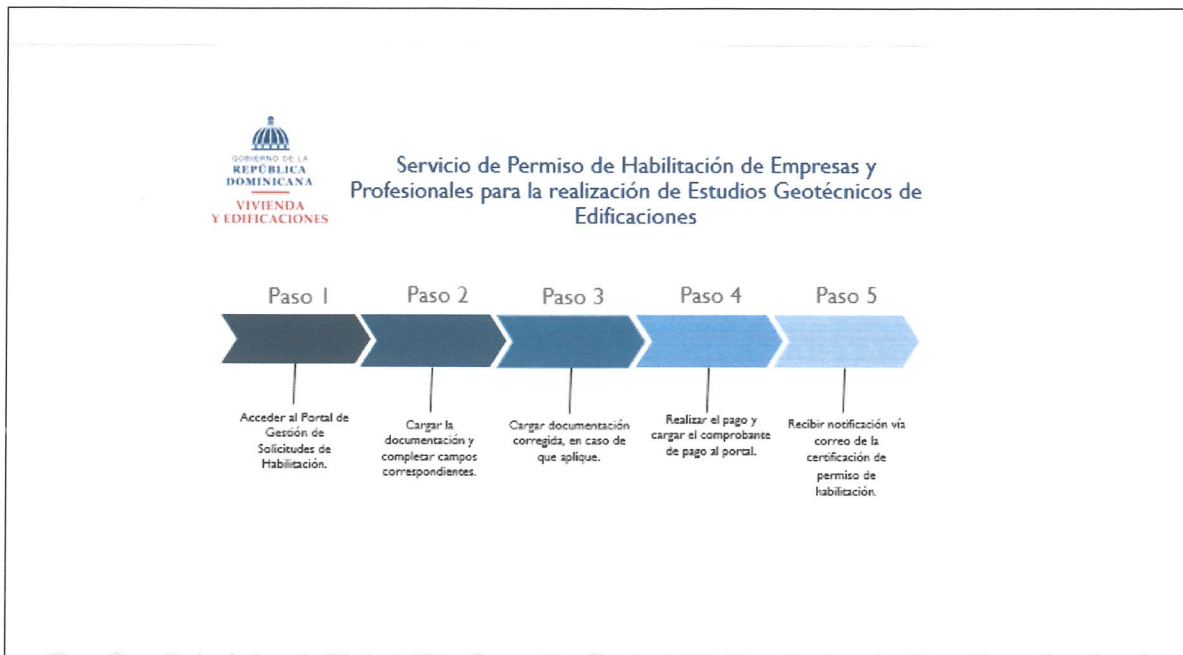 GOBIERNO DE LA
REPÚBLICA
DOMINICANA
VIVIENDA
Y EDIFICACIONES
Servicio de Permiso de Habilitación de Empresas y
Profesionales para la realización de Estudios Geotécnicos de
Edificaciones
Paso 1
Paso 2
Paso 3
Paso 4
Paso 5
Acceder al Portal de
Gestión de
Solicitudes de
Habilitación.
Cargar la
documentación y
completar campos
correspondientes.
Cargar documentación
corregida, en caso de
que aplique.
Realizar el pago y
cargar el comprobante
de pago al portal.
Recibir notificación vía
correo de la
certificación de
permiso de
habilitación.